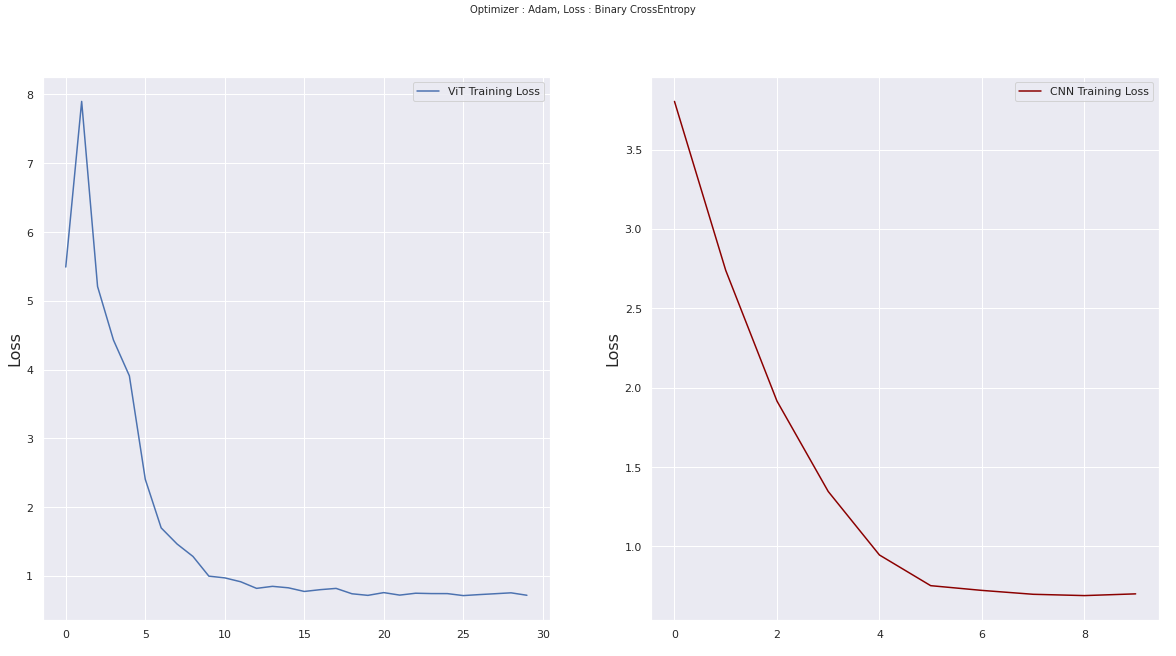 Optimizer : Adam, Loss : Binary CrossEntropy
ViT Training Loss
8
7
6
5
4
3
2
1
Loss
0 5 10 15 20 25 30
CNN Training Loss
3.5
3.0
2.5
2.0
1.5
1.0
Loss
0 2 4 6 8